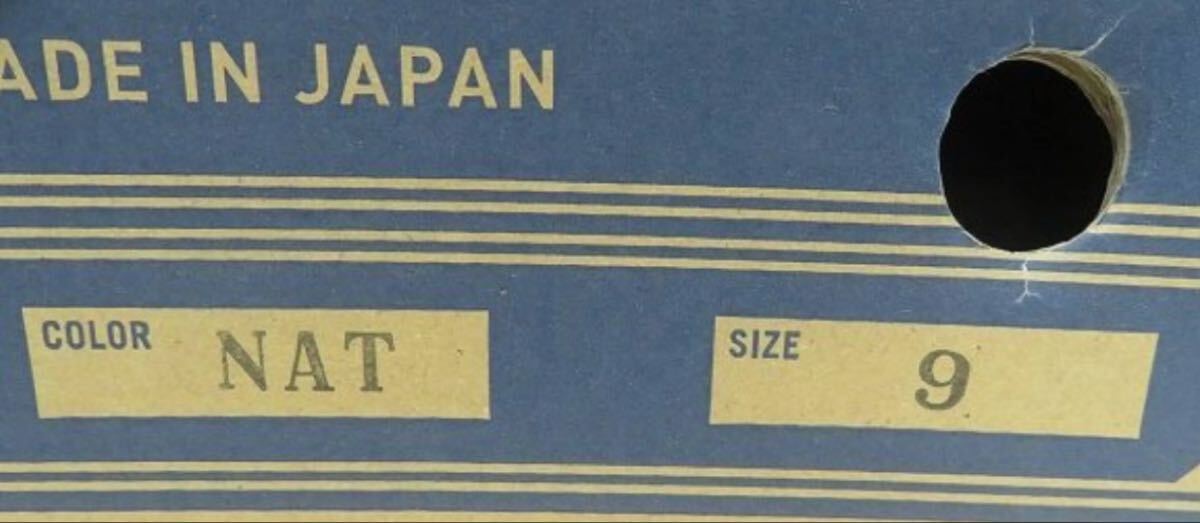 ADE IN JAPAN
COLOR NAT
SIZE 9